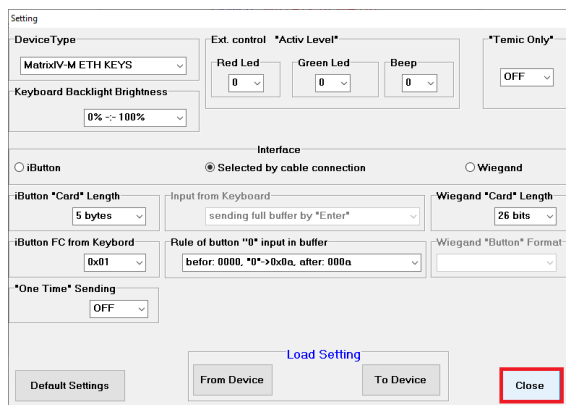 Setting
DeviceType
Ext. control "Activ Level"
"Temic Only"
MatrixIV-M ETH KEYS
Red Led
Green Led
Beep
0
0
0
OFF
Keyboard Backlight Brightness
0% -:- 100%
Interface
iButton
Selected by cable connection
Wiegand
iButton "Card" Length
Input from Keyboard
Wiegand "Card" Length
5 bytes
sending full buffer by "Enter"
26 bits
iButton FC from Keybord
Rule of button "0" input in buffer
Wiegand "Button" Format
0x01
befor: 0000, "0"->0x0a, after: 000a
"One Time" Sending
OFF
Load Setting
Default Settings
From Device
To Device
Close